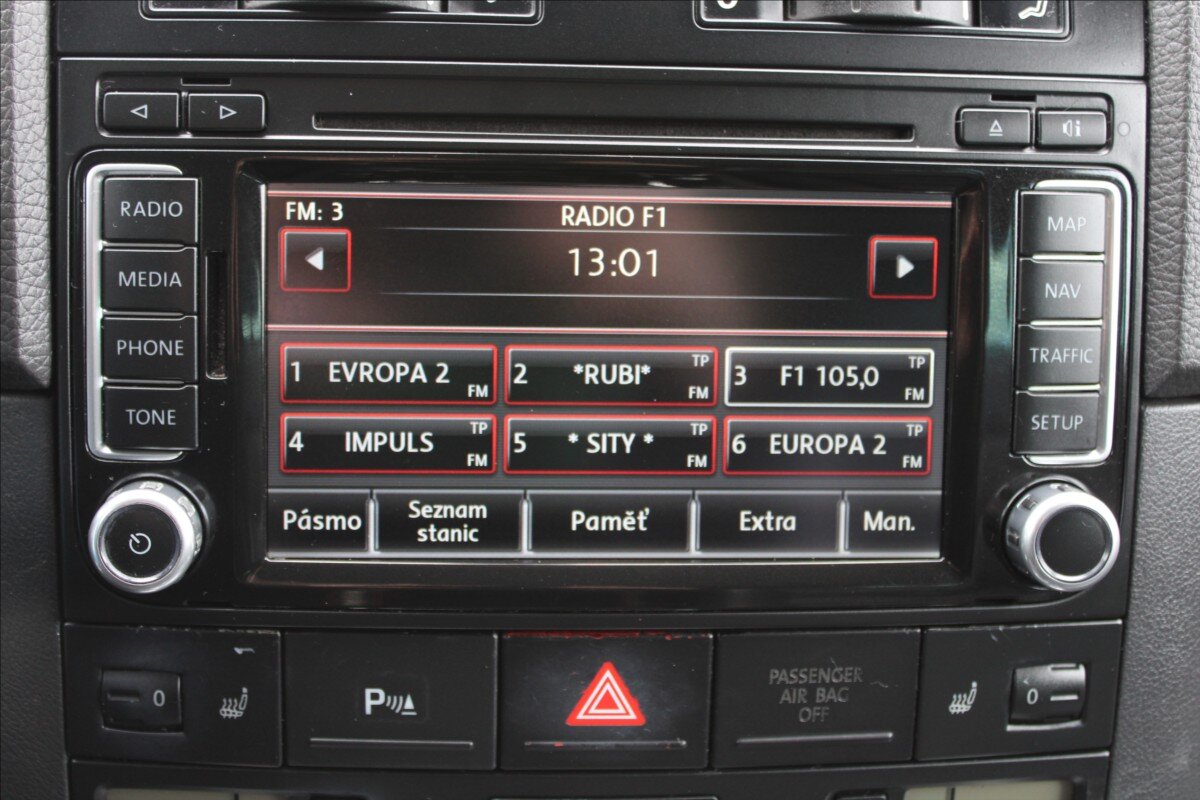 RADIO
MEDIA
PHONE
TONE
FM: 3
RADIO F1
13:01
1 EVROPA 2 FM
2 *RUBI* TP FM
3 F1 105,0 TP FM
4 IMPULS TP FM
5 * SITY * TP FM
6 EUROPA 2 TP FM
Pásmo
Seznam
stanic
Paměť
Extra
Man.
MAP
NAV
TRAFFIC
SETUP
0
P
PASSENGER
AIR BAG
OFF
0